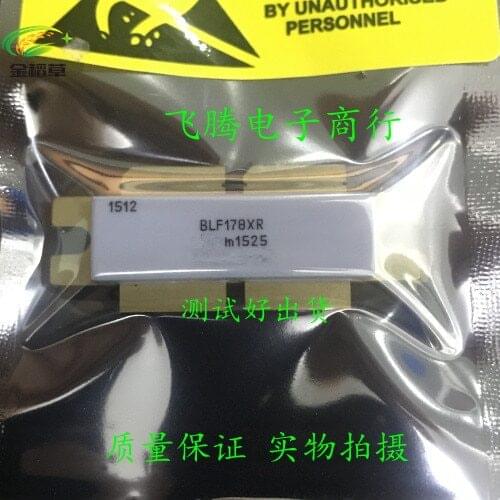 BY UNAUTHORISED
PERSONNEL
金稻草
飞腾电子商行
1512
BLF178XR
m1525
测试好出货
质量保证 实物拍摄